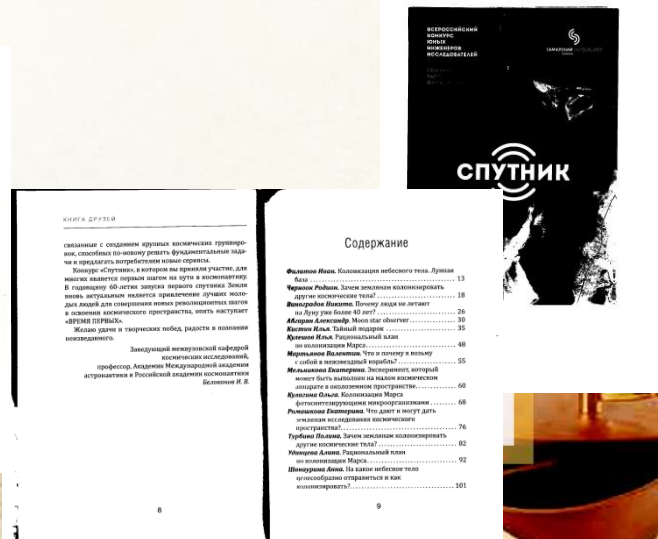 ВСЕРОССИЙСКИЙ
КОНКУРС
ЮНЫХ
ИНЖЕНЕРОВ
ИССЛЕДОВАТЕЛЕЙ
САМАРСКИЙ
СПУТНИК
КНИГА ДРУЗЕЙ
связанные с созданием крупных космических группиро-
вок, способных по-новому решать фундаментальные зада-
чи и предлагать потребителям новые сервисы.
Конкурс «Спутник», в котором вы приняли участие, для
многих является первым шагом на пути в космонавтику.
В годовщину 60-летия запуска первого спутника Земли
вновь актуальным является привлечение лучших моло-
дых людей для совершения новых революционных шагов
в освоении космического пространства, опять наступает
«ВРЕМЯ ПЕРВЫХ».
Желаю удачи и творческих побед, радости в познании
неизведанного.
Заведующий межвузовской кафедрой
космических исследований,
профессор, Академик Международной академии
астронавтики и Российской академии космонавтики
Белоконов И. В.
8
Содержание
Филатов Иван. Колонизация небесного тела. Лунная
база 13
Черноок Родион. Зачем землянам колонизировать
другие космические тела? 18
Виноградов Никита. Почему люди не летают
на Луну уже более 40 лет? 26
Абгарян Александр. Moon star observer 30
Кистин Илья. Тайный подарок 35
Кулешов Илья. Рациональный план
по колонизации Марса 48
Мартьянов Валентин. Что и почему я возьму
с собой в межзвездный корабль? 55
Мельникова Екатерина. Эксперимент, который
может быть выполнен на малом космическом
аппарате в околоземном пространстве 60
Кулагина Ольга. Колонизация Марса
фотосинтезирующими микроорганизмами 68
Ромашкова Екатерина. Что дают и могут дать
землянам исследования космического
пространства? 76
Турбина Полина. Зачем землянам колонизировать
другие космические тела? 82
Удинцева Алина. Рациональный план
по колонизации Марса 92
Шангурина Анна. На какое небесное тело
целесообразно отправиться и как
колонизировать? 101
9